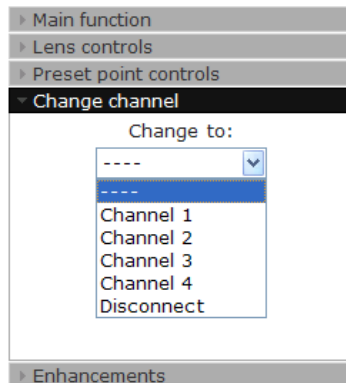 Main function
Lens controls
Preset point controls
Change channel
Change to:
----
----
Channel 1
Channel 2
Channel 3
Channel 4
Disconnect
Enhancements